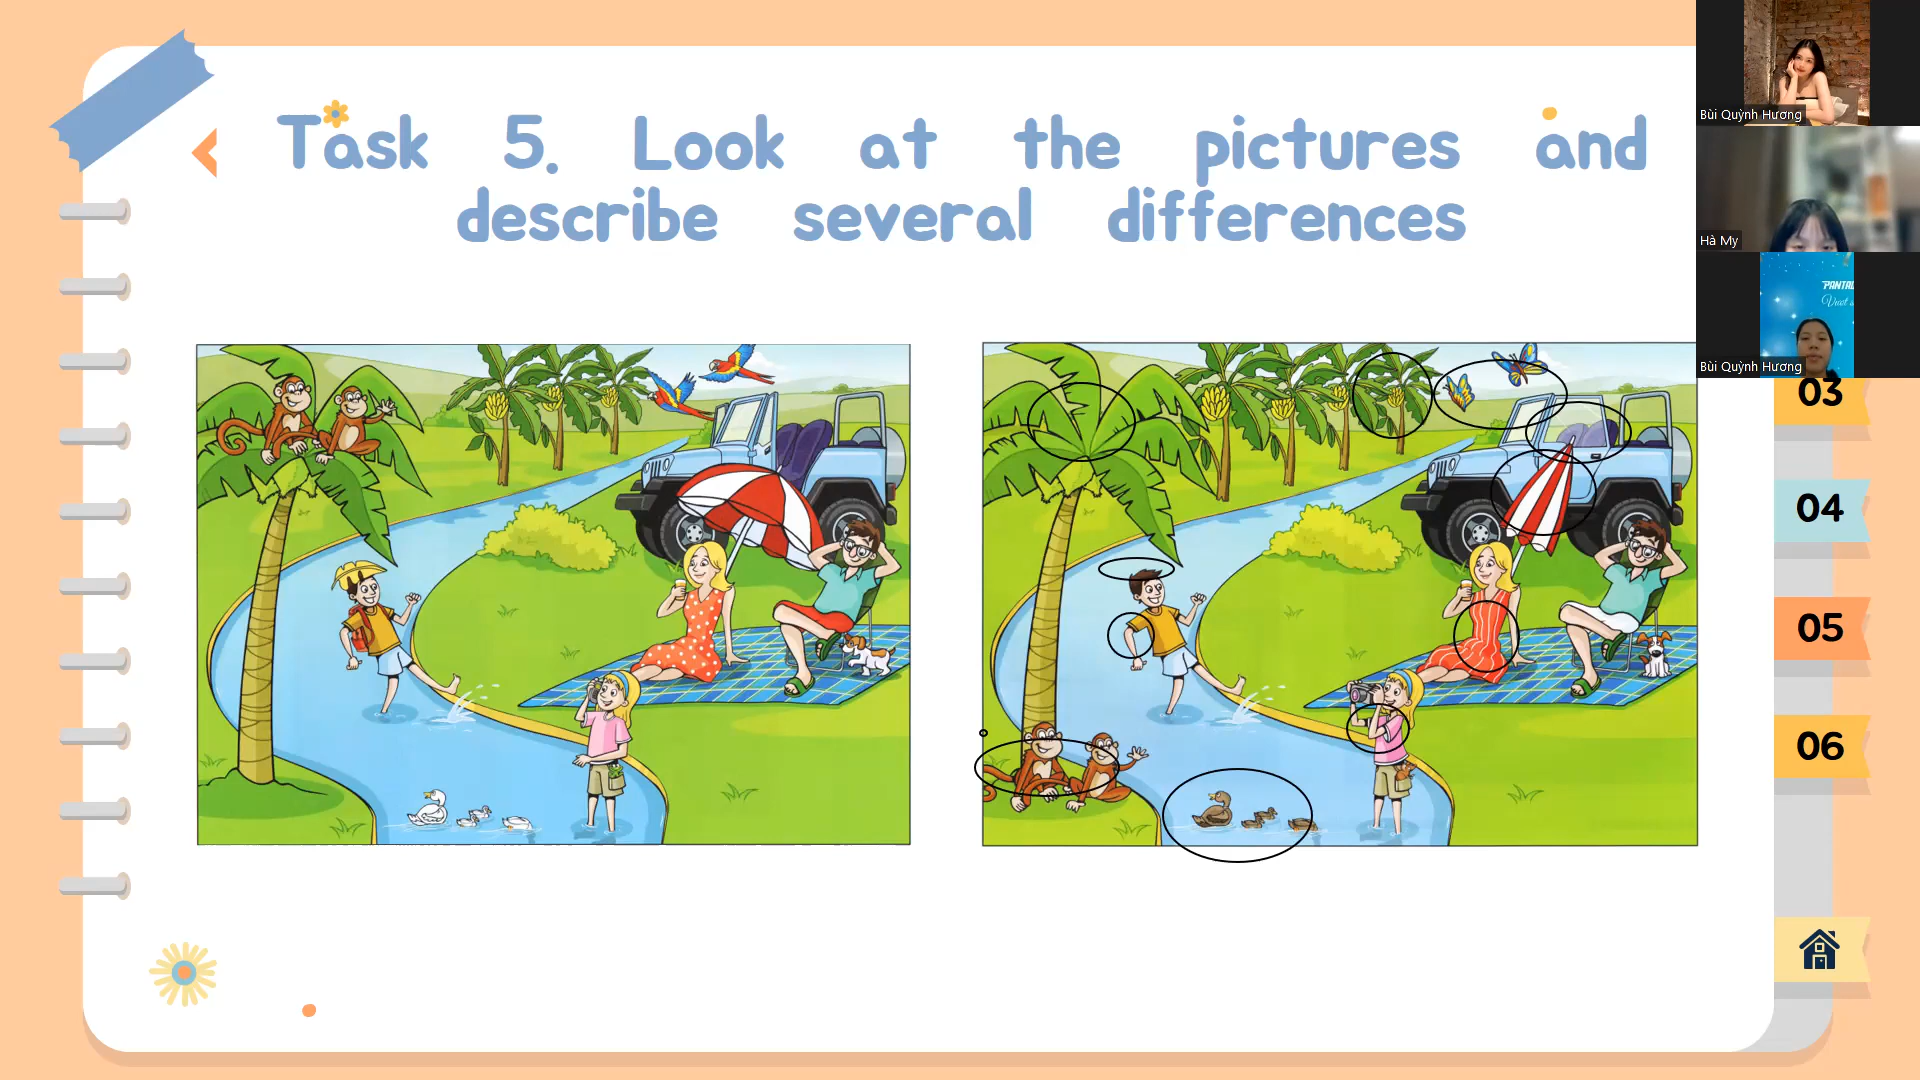 Task 5. Look at the pictures and
describe several differences
Bùi Quỳnh Hương
Hà My
Bùi Quỳnh Hương
03
04
05
06